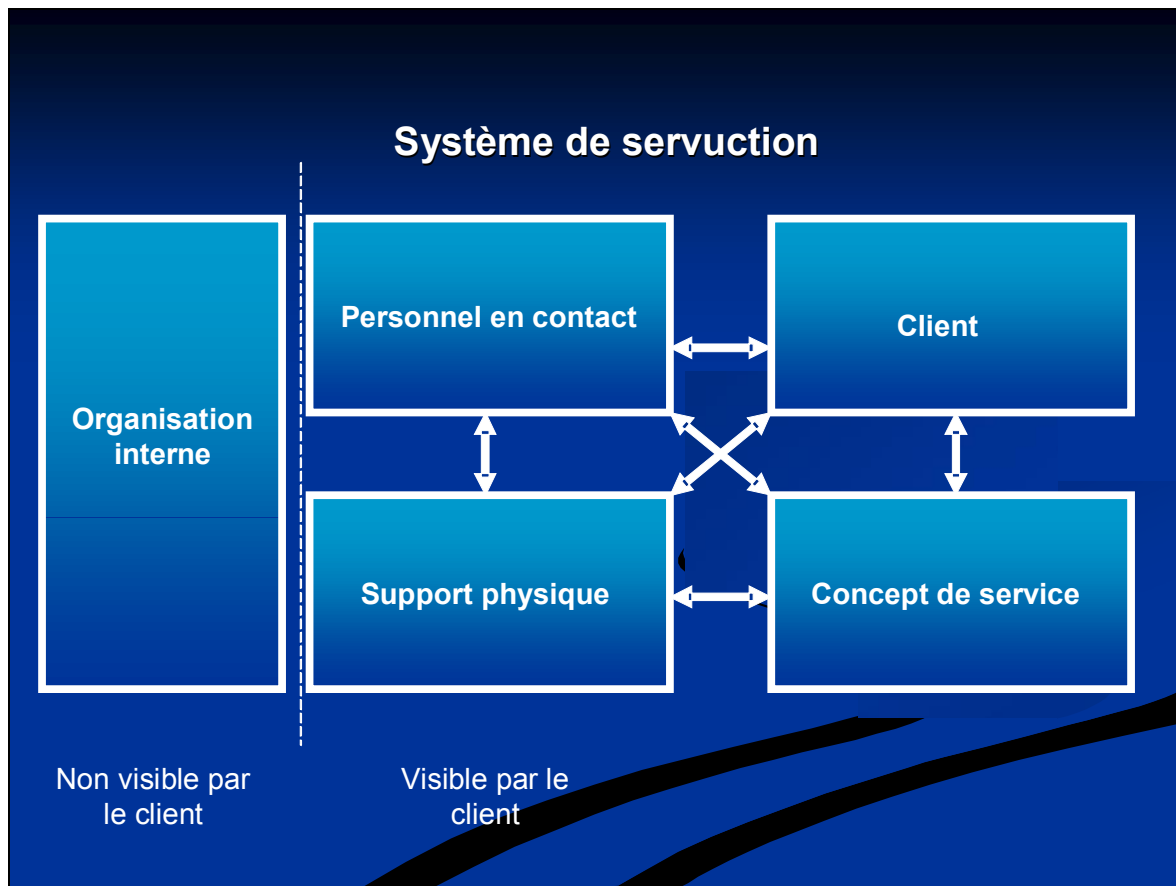 Système de servuction
Organisation
interne
Personnel en contact
Client
Support physique
Concept de service
Non visible par
le client
Visible par le
client